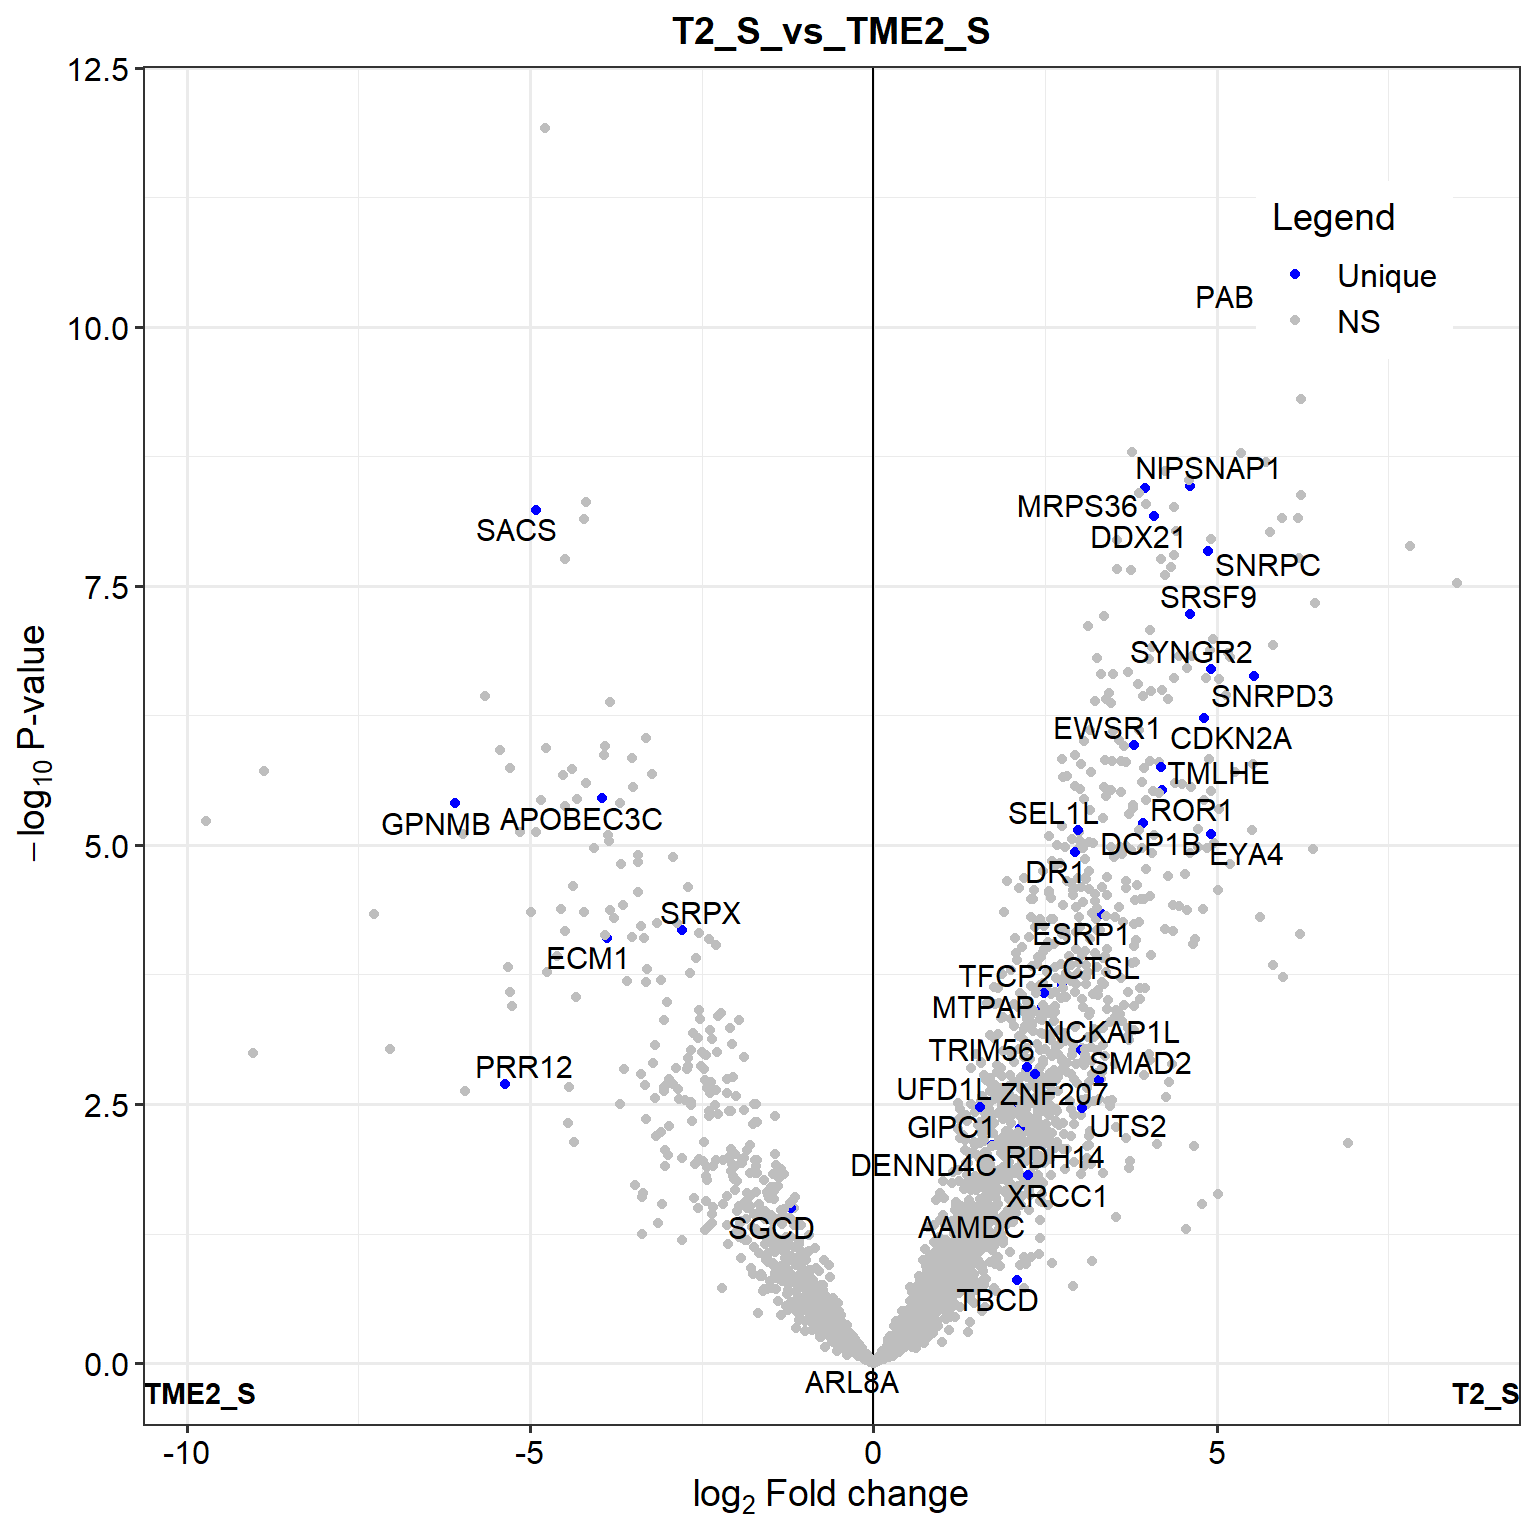 T2_S_vs_TME2_S
12.5
10.0
7.5
5.0
2.5
0.0
−log10 P-value
Legend
Unique
NS
PAB
NIPSNAP1
MRPS36
DDX21
SACS
SNRPC
SRSF9
SYNGR2
SNRPD3
EWSR1
CDKN2A
TMLHE
SEL1L
ROR1
GPNMB
APOBEC3C
DCP1B
EYA4
DR1
SRPX
ESRP1
ECM1
CTSL
TFCP2
MTPAP
NCKAP1L
TRIM56
SMAD2
PRR12
UFD1L
ZNF207
GIPC1
UTS2
DENND4C
RDH14
XRCC1
SGCD
AAMDC
TBCD
ARL8A
TME2_S
T2_S
-10
-5
0
5
log2 Fold change